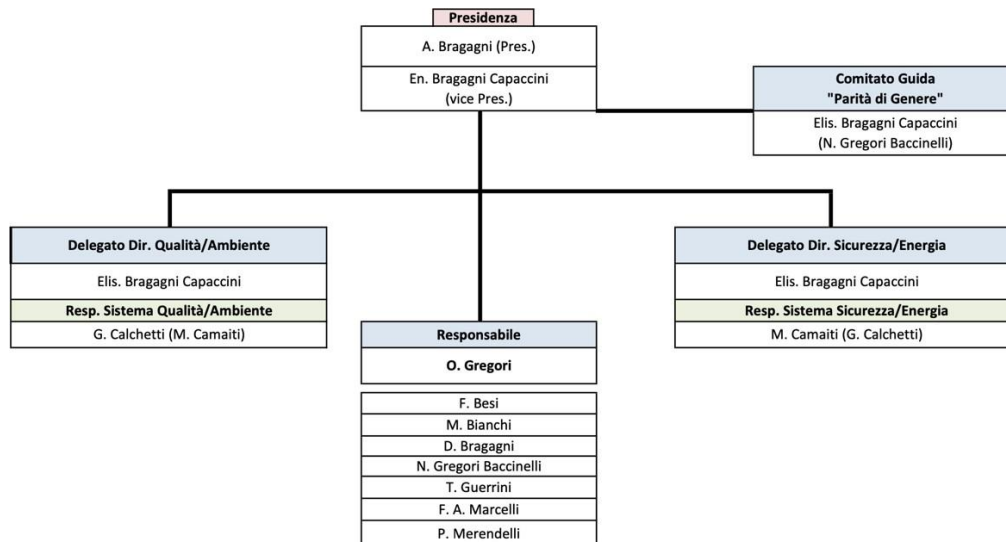 Presidenza
A. Bragagni (Pres.)
En. Bragagni Capaccini
(vice Pres.)
Comitato Guida
"Parità di Genere"
Elis. Bragagni Capaccini
(N. Gregori Baccinelli)
Delegato Dir. Qualità/Ambiente
Elis. Bragagni Capaccini
Resp. Sistema Qualità/Ambiente
G. Calchetti (M. Camaiti)
Delegato Dir. Sicurezza/Energia
Elis. Bragagni Capaccini
Resp. Sistema Sicurezza/Energia
M. Camaiti (G. Calchetti)
Responsabile
O. Gregori
F. Besi
M. Bianchi
D. Bragagni
N. Gregori Baccinelli
T. Guerrini
F. A. Marcelli
P. Merendelli